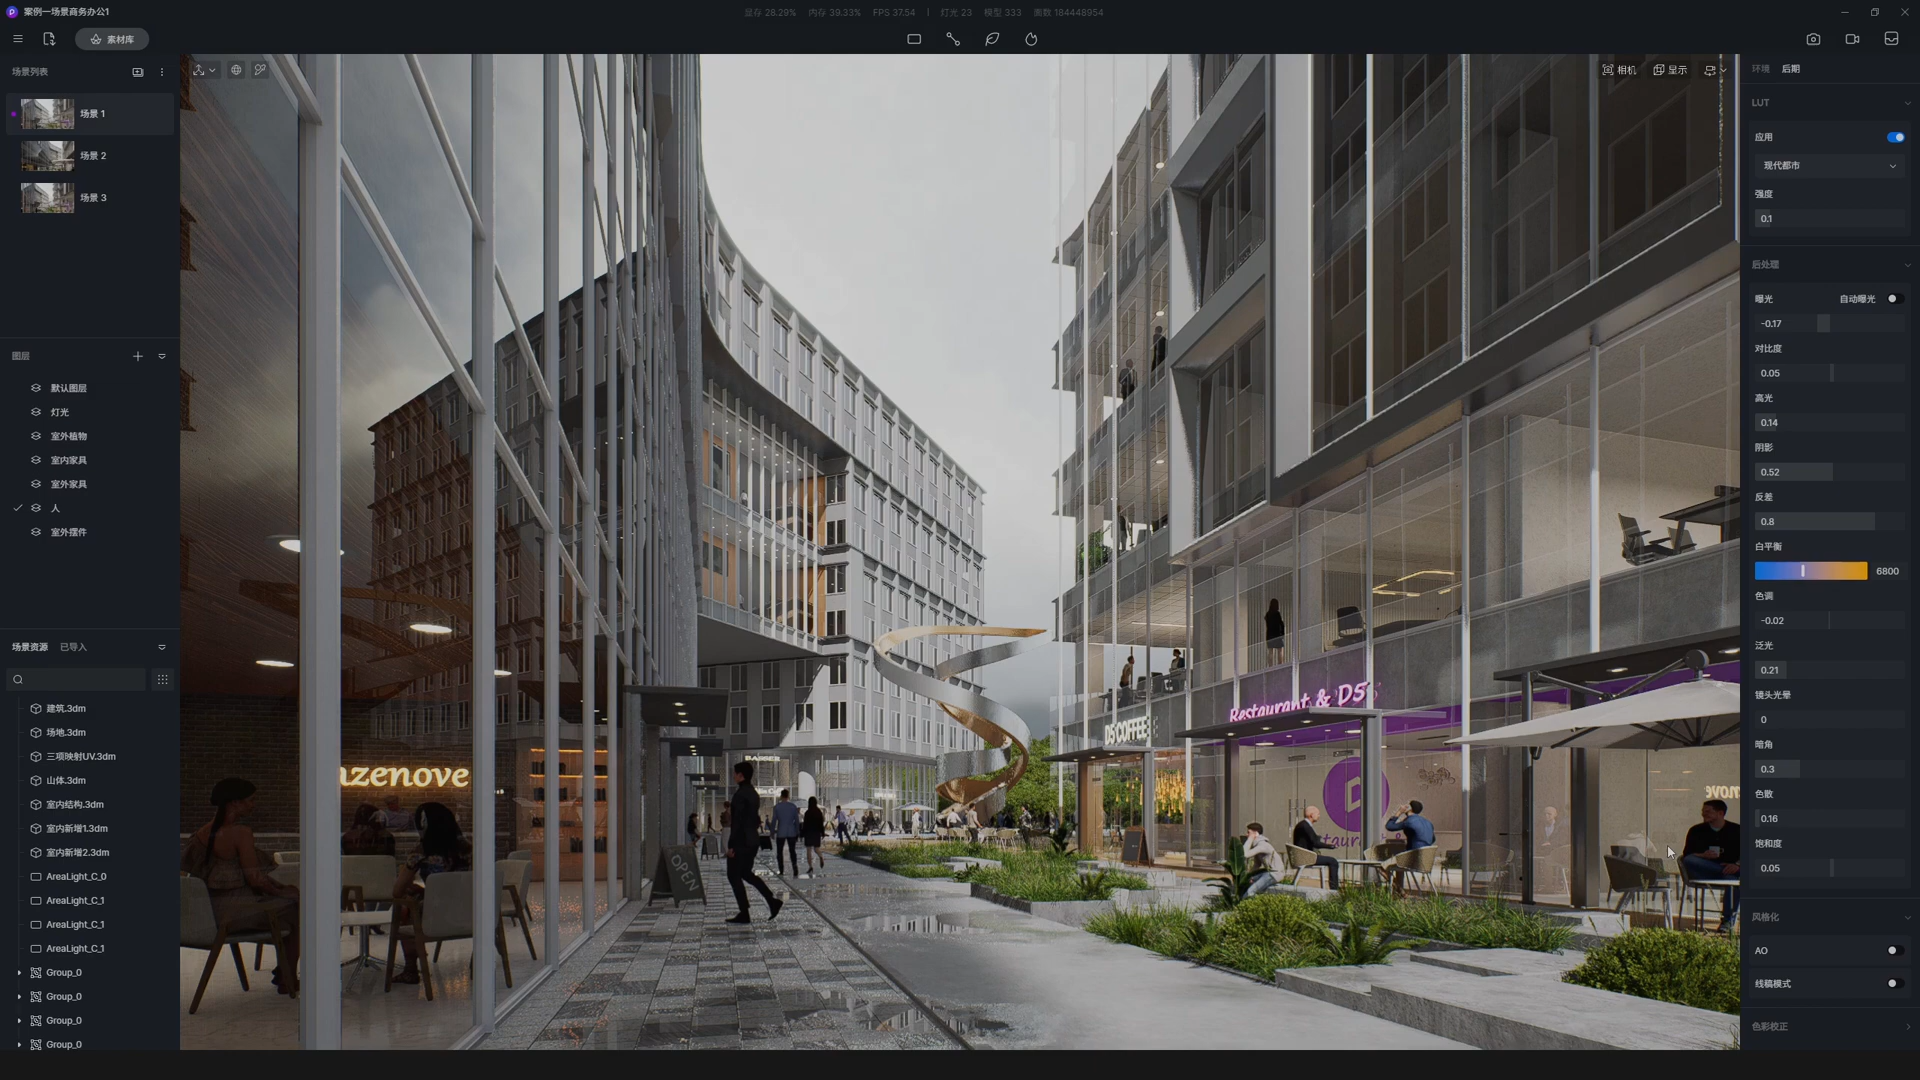 案例一场景商务办公1
显存 28.29% 内存 39.33% FPS 37.54 | 灯光 23 模型 333 面数 184448954
素材库
场景列表
场景 1
场景 2
场景 3
图层
默认图层
灯光
室外植物
室内家具
室外家具
人
室外摆件
场景资源 已导入
建筑.3dm
场地.3dm
三项映射UV.3dm
山体.3dm
室内结构.3dm
室内新增1.3dm
室内新增2.3dm
AreaLight_C_0
AreaLight_C_1
AreaLight_C_1
AreaLight_C_1
Group_0
Group_0
Group_0
Group_0
相机 显示
Restaurant & D5
D5 COFFEE
azenove
OPEN
环境 后期
LUT
应用
现代都市
强度
0.1
后处理
曝光 自动曝光
-0.17
对比度
0.05
高光
0.14
阴影
0.52
反差
0.8
白平衡
6800
色调
-0.02
泛光
0.21
镜头光晕
0
暗角
0.3
色散
0.16
饱和度
0.05
风格化
AO
线稿模式
色彩校正